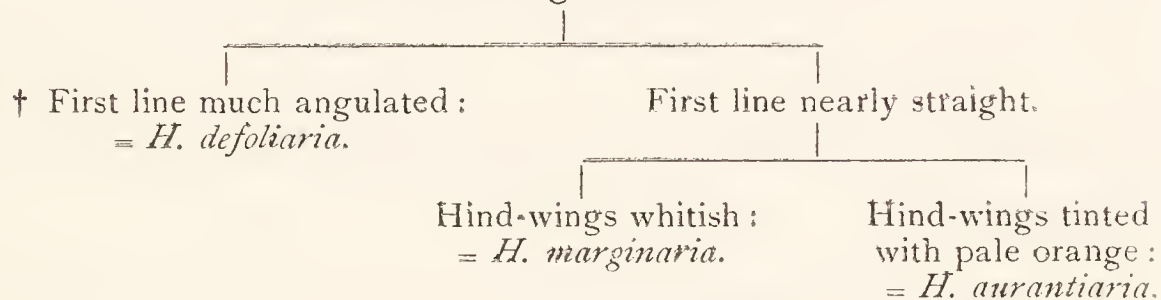 † First line much angulated :
= H. defoliaria.
First line nearly straight.
Hind-wings whitish :
= H. marginaria.
Hind-wings tinted
with pale orange :
= H. aurantiaria.